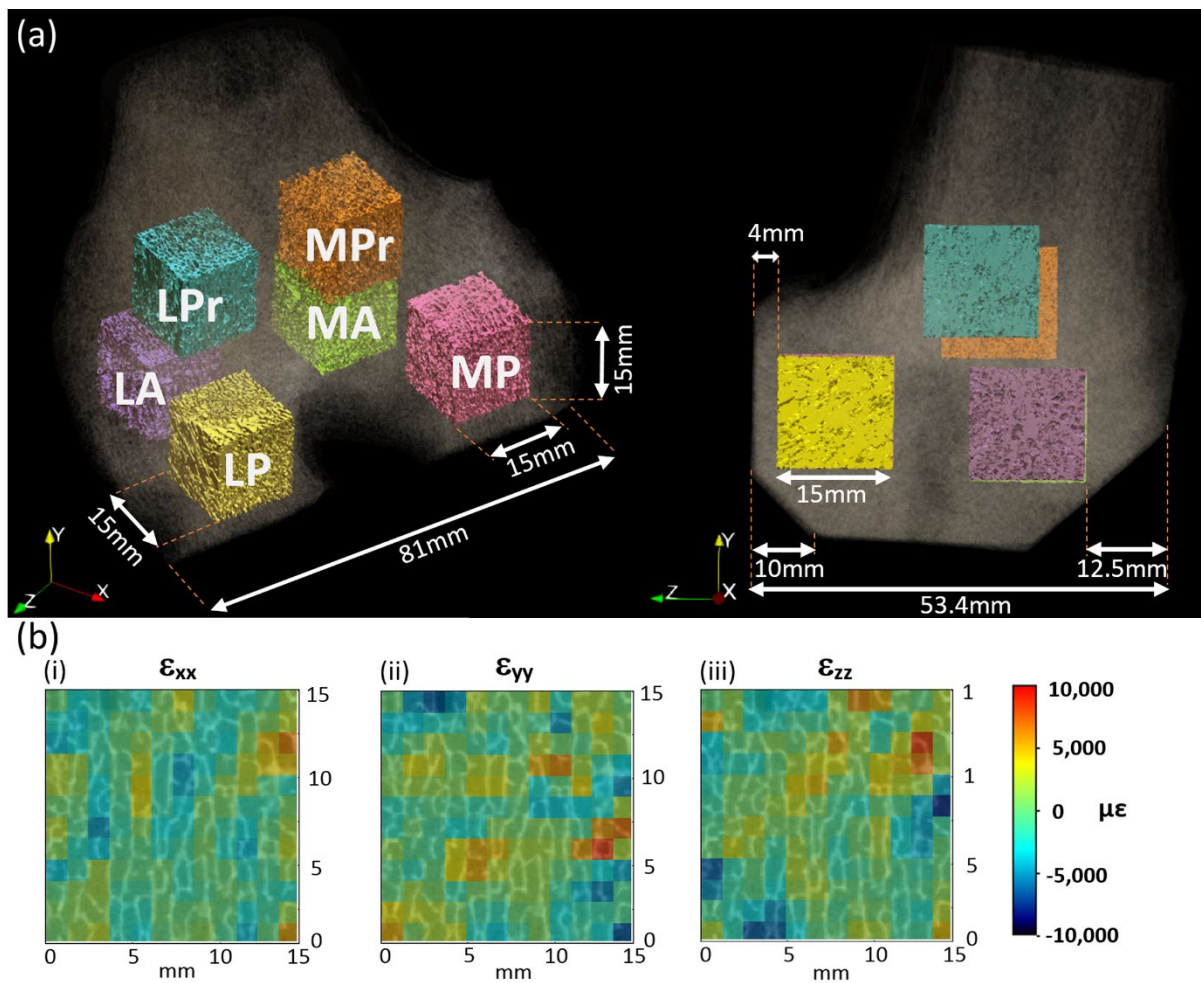 (a)
MPr
LPr
MA
MP
LA
LP
15mm
15mm
15mm
81mm
Y
X
Z
4mm
15mm
10mm
12.5mm
53.4mm
Y
Z
X
(b)
(i)
εxx
15
10
5
0
0
5
10
15
mm
(ii)
εyy
15
10
5
0
0
5
10
15
mm
(iii)
εzz
1
1
5
0
0
5
10
15
mm
10,000
5,000
0
με
-5,000
-10,000